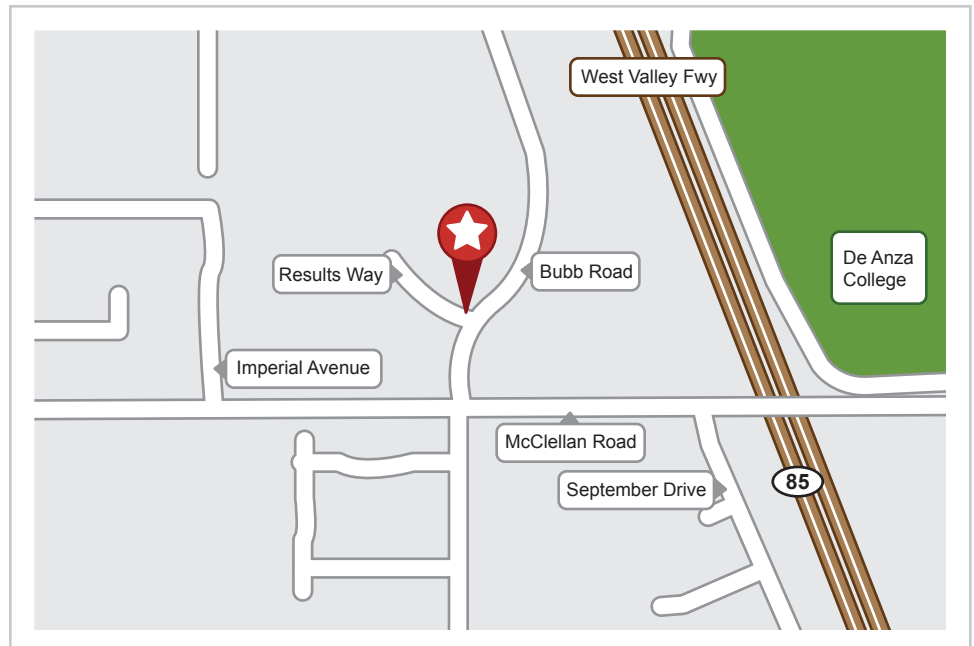 West Valley Fwy
De Anza
College
Results Way
Bubb Road
Imperial Avenue
McClellan Road
September Drive
85